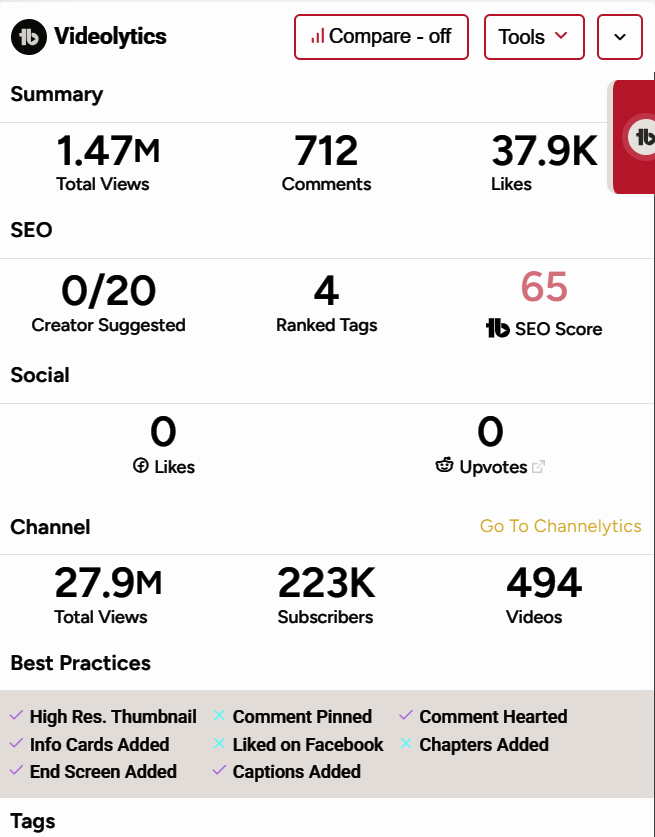 Videolytics
Compare - off
Tools
Summary
1.47M 712 37.9K
Total Views Comments Likes
SEO
0/20 4 65
Creator Suggested Ranked Tags SEO Score
Social
0 0
Likes Upvotes
Channel Go To Channelytics
27.9M 223K 494
Total Views Subscribers Videos
Best Practices
High Res. Thumbnail Comment Pinned Comment Hearted
Info Cards Added Liked on Facebook Chapters Added
End Screen Added Captions Added
Tags